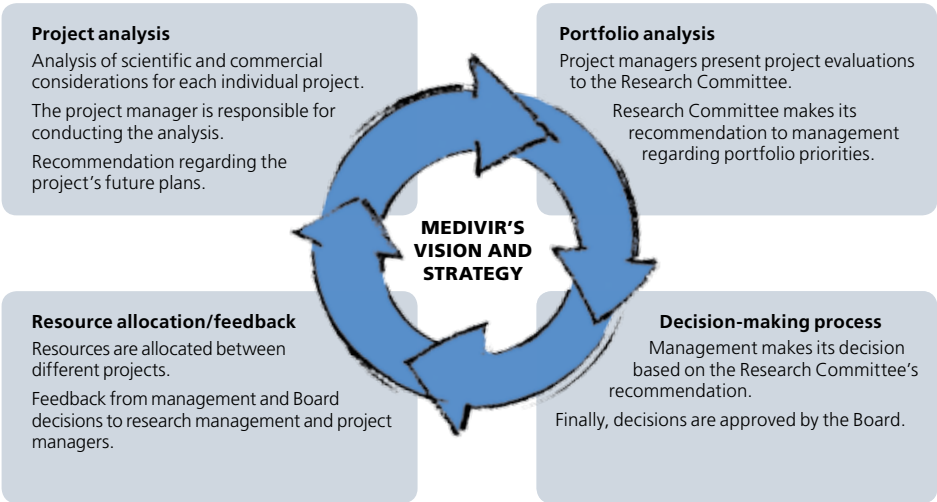 Project analysis
Analysis of scientific and commercial
considerations for each individual project.
The project manager is responsible for
conducting the analysis.
Recommendation regarding the
project's future plans.
Portfolio analysis
Project managers present project evaluations
to the Research Committee.
Research Committee makes its
recommendation to management
regarding portfolio priorities.
MEDIVIR'S
VISION AND
STRATEGY
Resource allocation/feedback
Resources are allocated between
different projects.
Feedback from management and Board
decisions to research management and project
managers.
Decision-making process
Management makes its decision
based on the Research Committee's
recommendation.
Finally, decisions are approved by the Board.